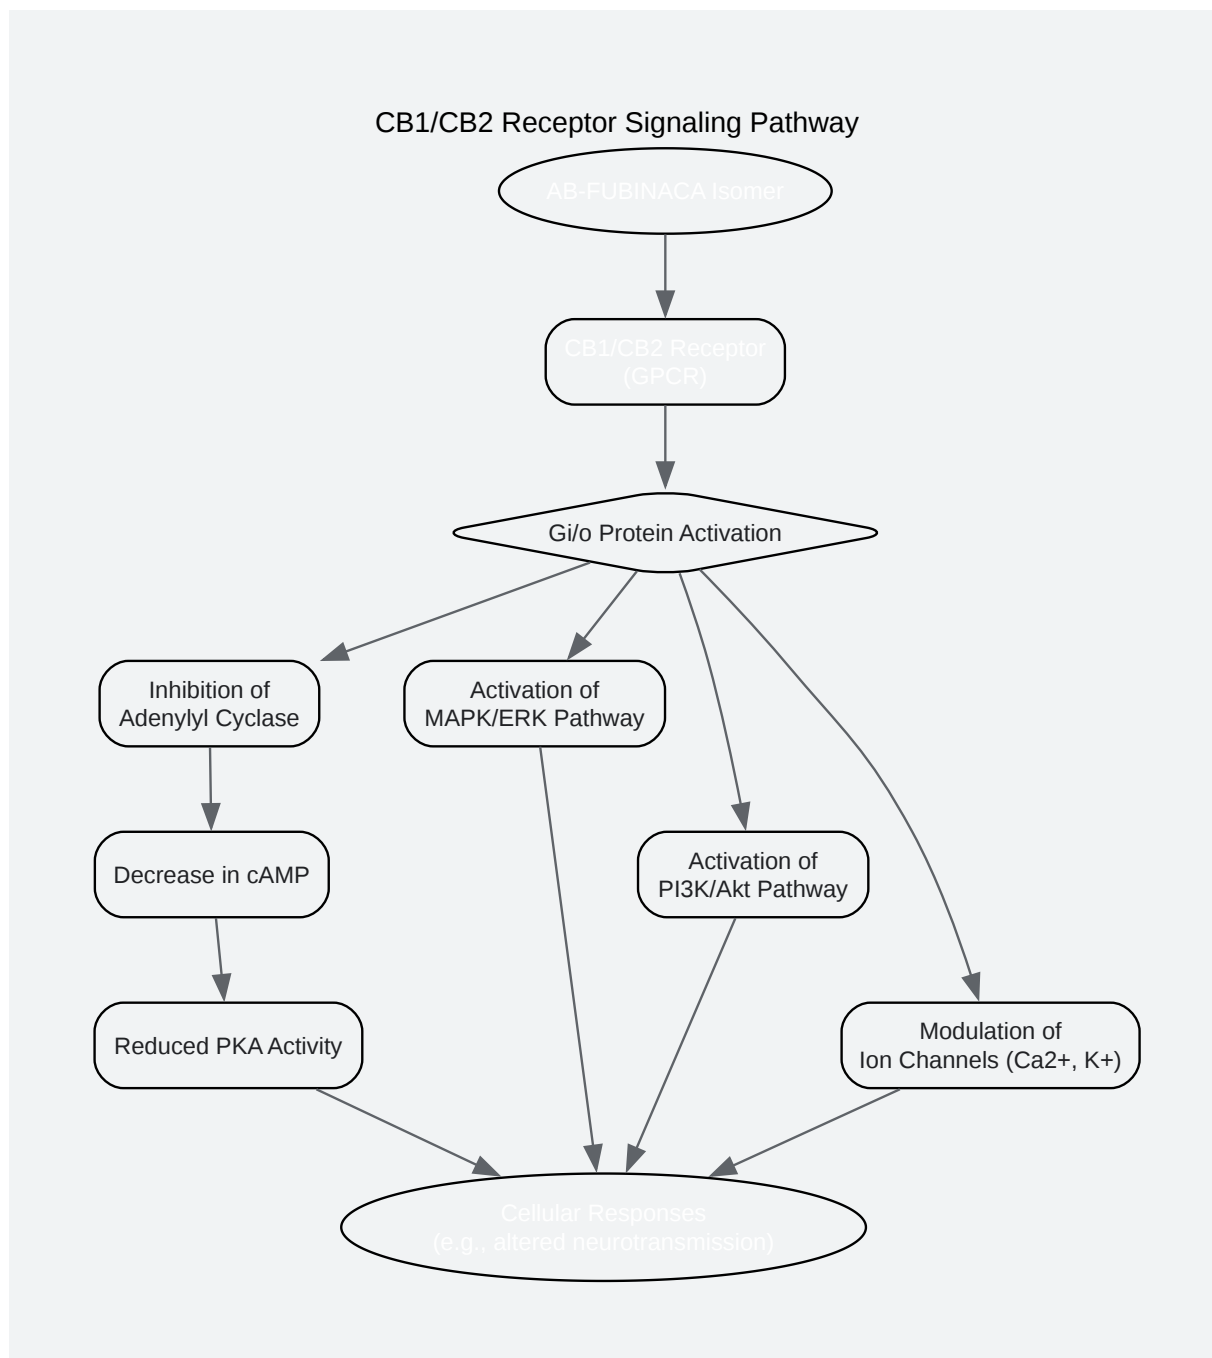 CB1/CB2 Receptor Signaling Pathway
AB-FUBINACA Isomer
CB1/CB2 Receptor
(GPCR)
Gi/o Protein Activation
Inhibition of
Adenylyl Cyclase
Activation of
MAPK/ERK Pathway
Decrease in cAMP
Activation of
PI3K/Akt Pathway
Reduced PKA Activity
Modulation of
Ion Channels (Ca2+, K+)
Cellular Responses
(e.g., altered neurotransmission)